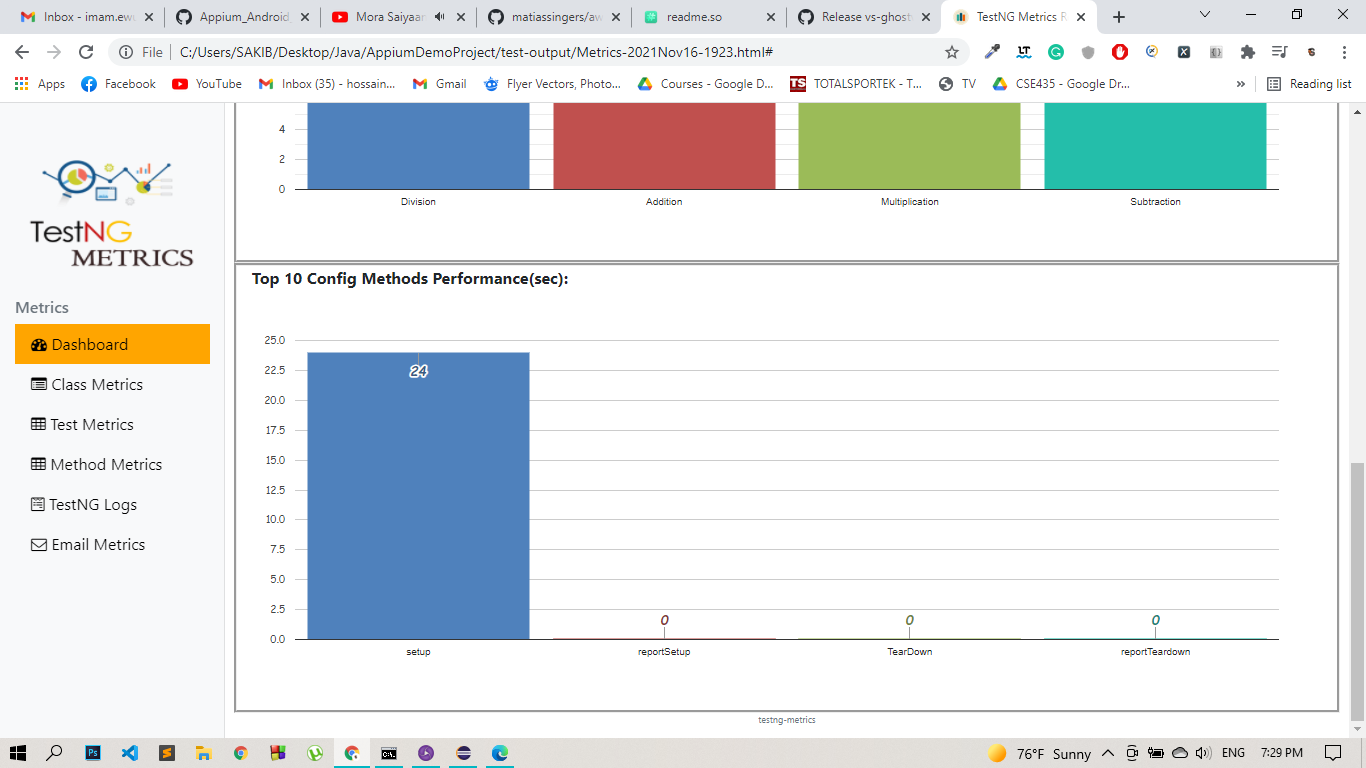 Inbox - imam.ewu
Appium_Android
Mora Saiyaar
matiassingers/aw
readme.so
Release vs-ghost
TestNG Metrics R
File
C:/Users/SAKIB/Desktop/Java/AppiumDemoProject/test-output/Metrics-2021Nov16-1923.html#
Apps
Facebook
YouTube
Inbox (35) - hossain...
Gmail
Flyer Vectors, Photo...
Courses - Google D...
TS
TOTALSPORTEK - T...
TV
CSE435 - Google Dr...
»
Reading list
TestNG
METRICS
Metrics
Dashboard
Class Metrics
Test Metrics
Method Metrics
TestNG Logs
Email Metrics
4
2
0
Division Addition Multiplication Subtraction
Top 10 Config Methods Performance(sec):
25.0
22.5
20.0
17.5
15.0
12.5
10.0
7.5
5.0
2.5
0.0
24
0
0
0
setup reportSetup TearDown reportTeardown
testng-metrics
Ps
76°F Sunny
ENG
7:29 PM